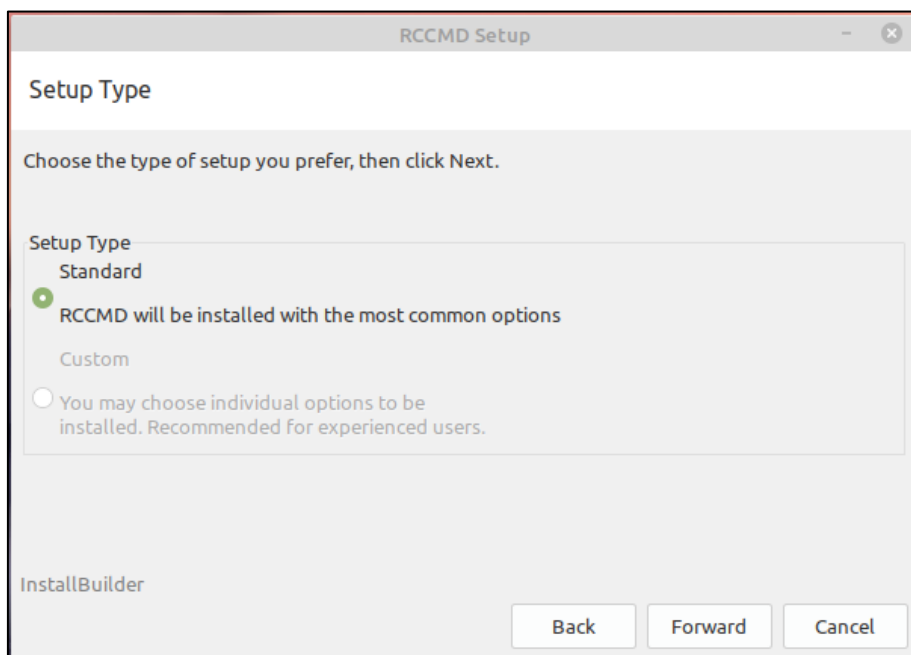 RCCMD Setup
Setup Type
Choose the type of setup you prefer, then click Next.
Setup Type
Standard
RCCMD will be installed with the most common options
Custom
You may choose individual options to be
installed. Recommended for experienced users.
InstallBuilder
Back Forward Cancel